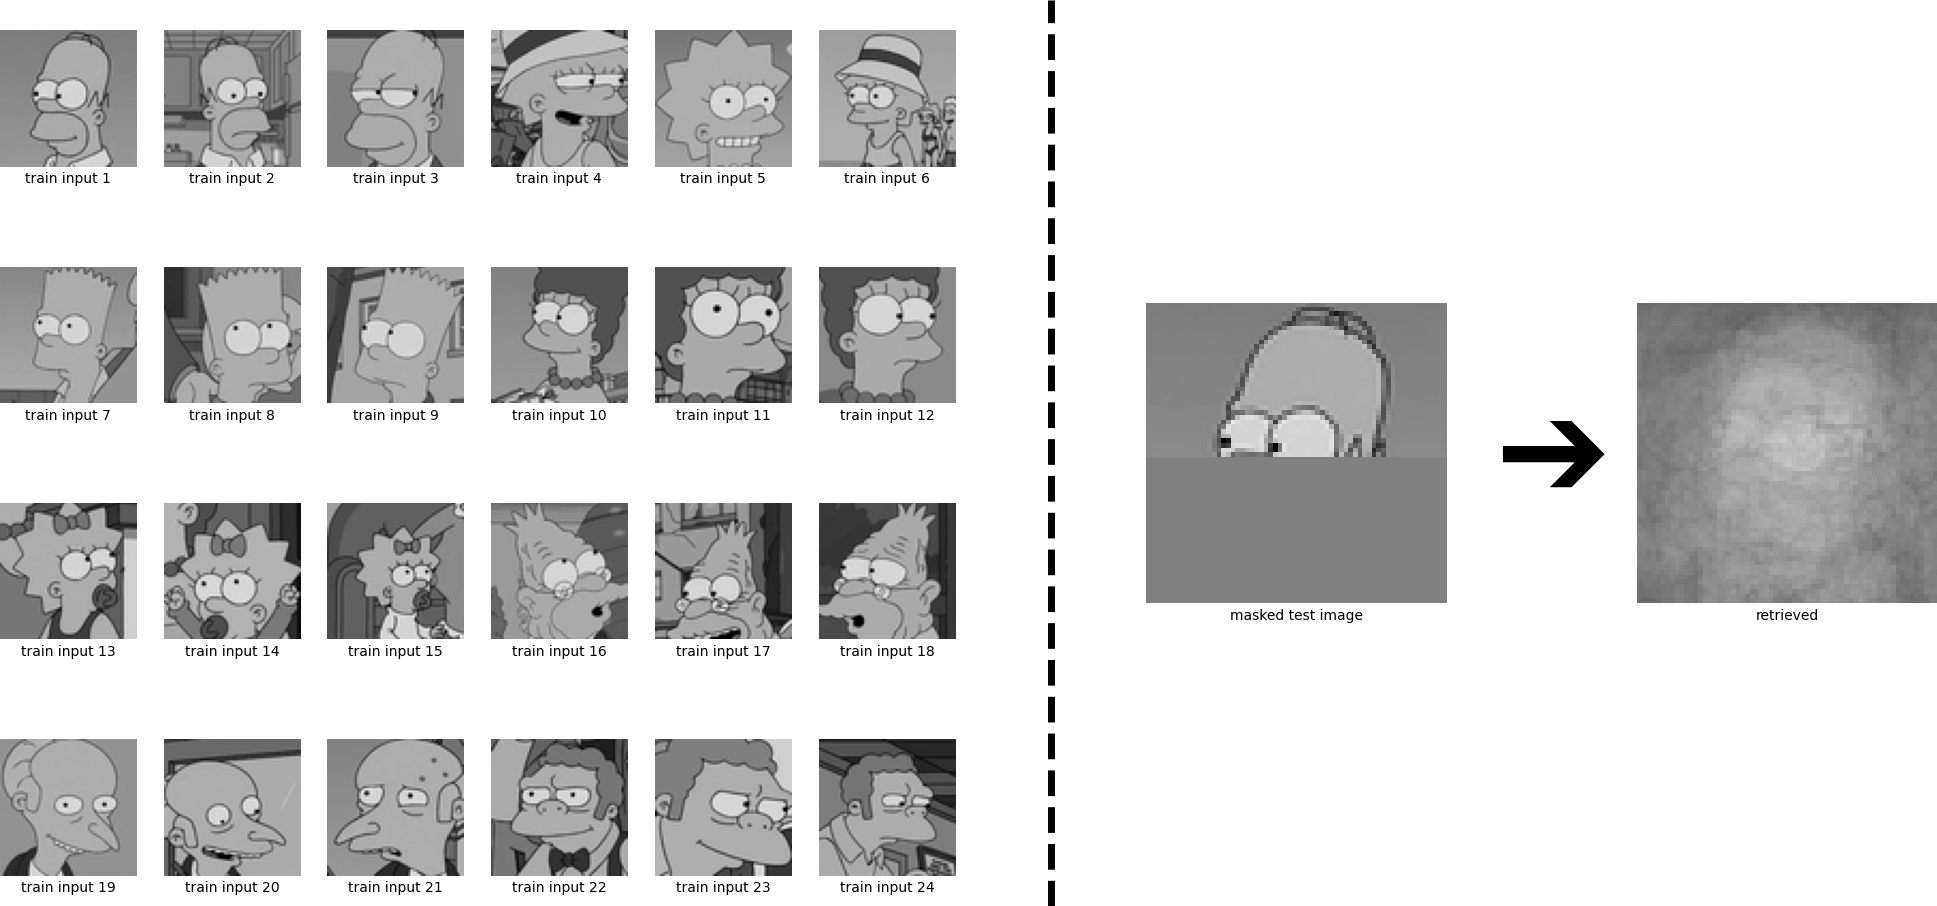 train input 1
train input 2
train input 3
train input 4
train input 5
train input 6
train input 7
train input 8
train input 9
train input 10
train input 11
train input 12
masked test image
retrieved
train input 13
train input 14
train input 15
train input 16
train input 17
train input 18
train input 19
train input 20
train input 21
train input 22
train input 23
train input 24